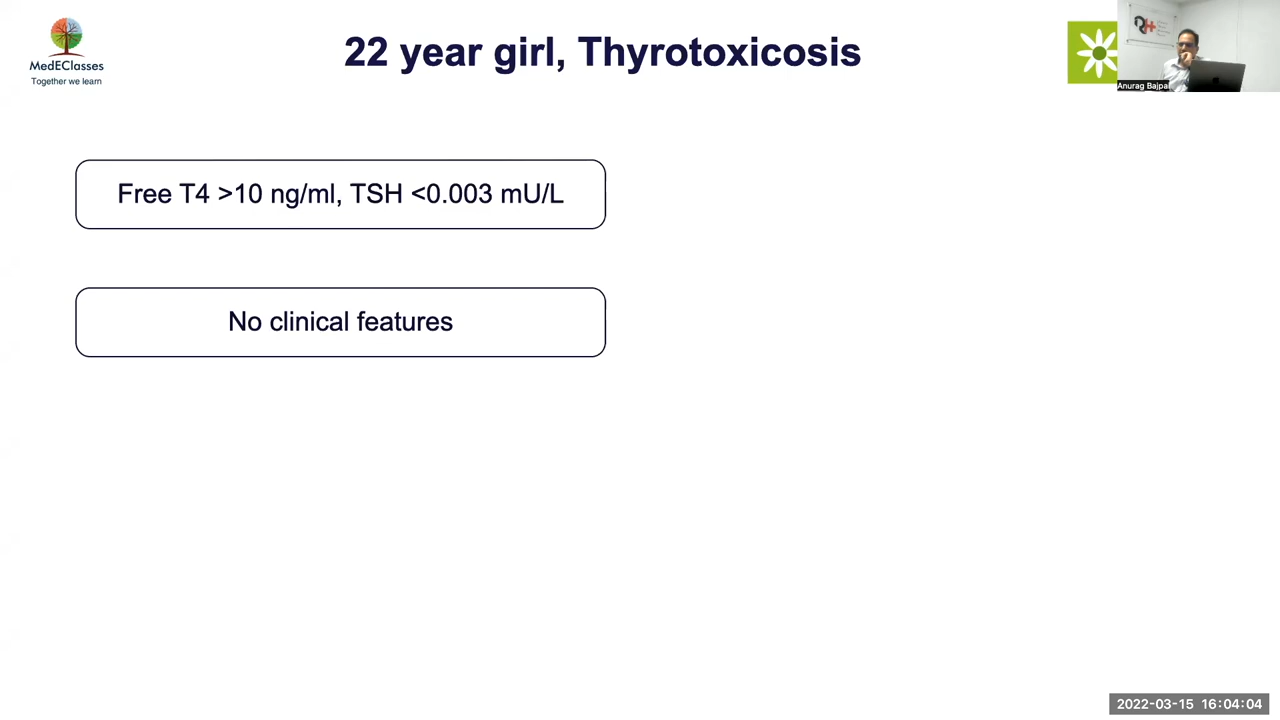 MedEClasses
Together we learn
22 year girl, Thyrotoxicosis
Anurag Bajpai
Free T4 >10 ng/ml, TSH <0.003 mU/L
No clinical features
2022-03-15 16:04:04